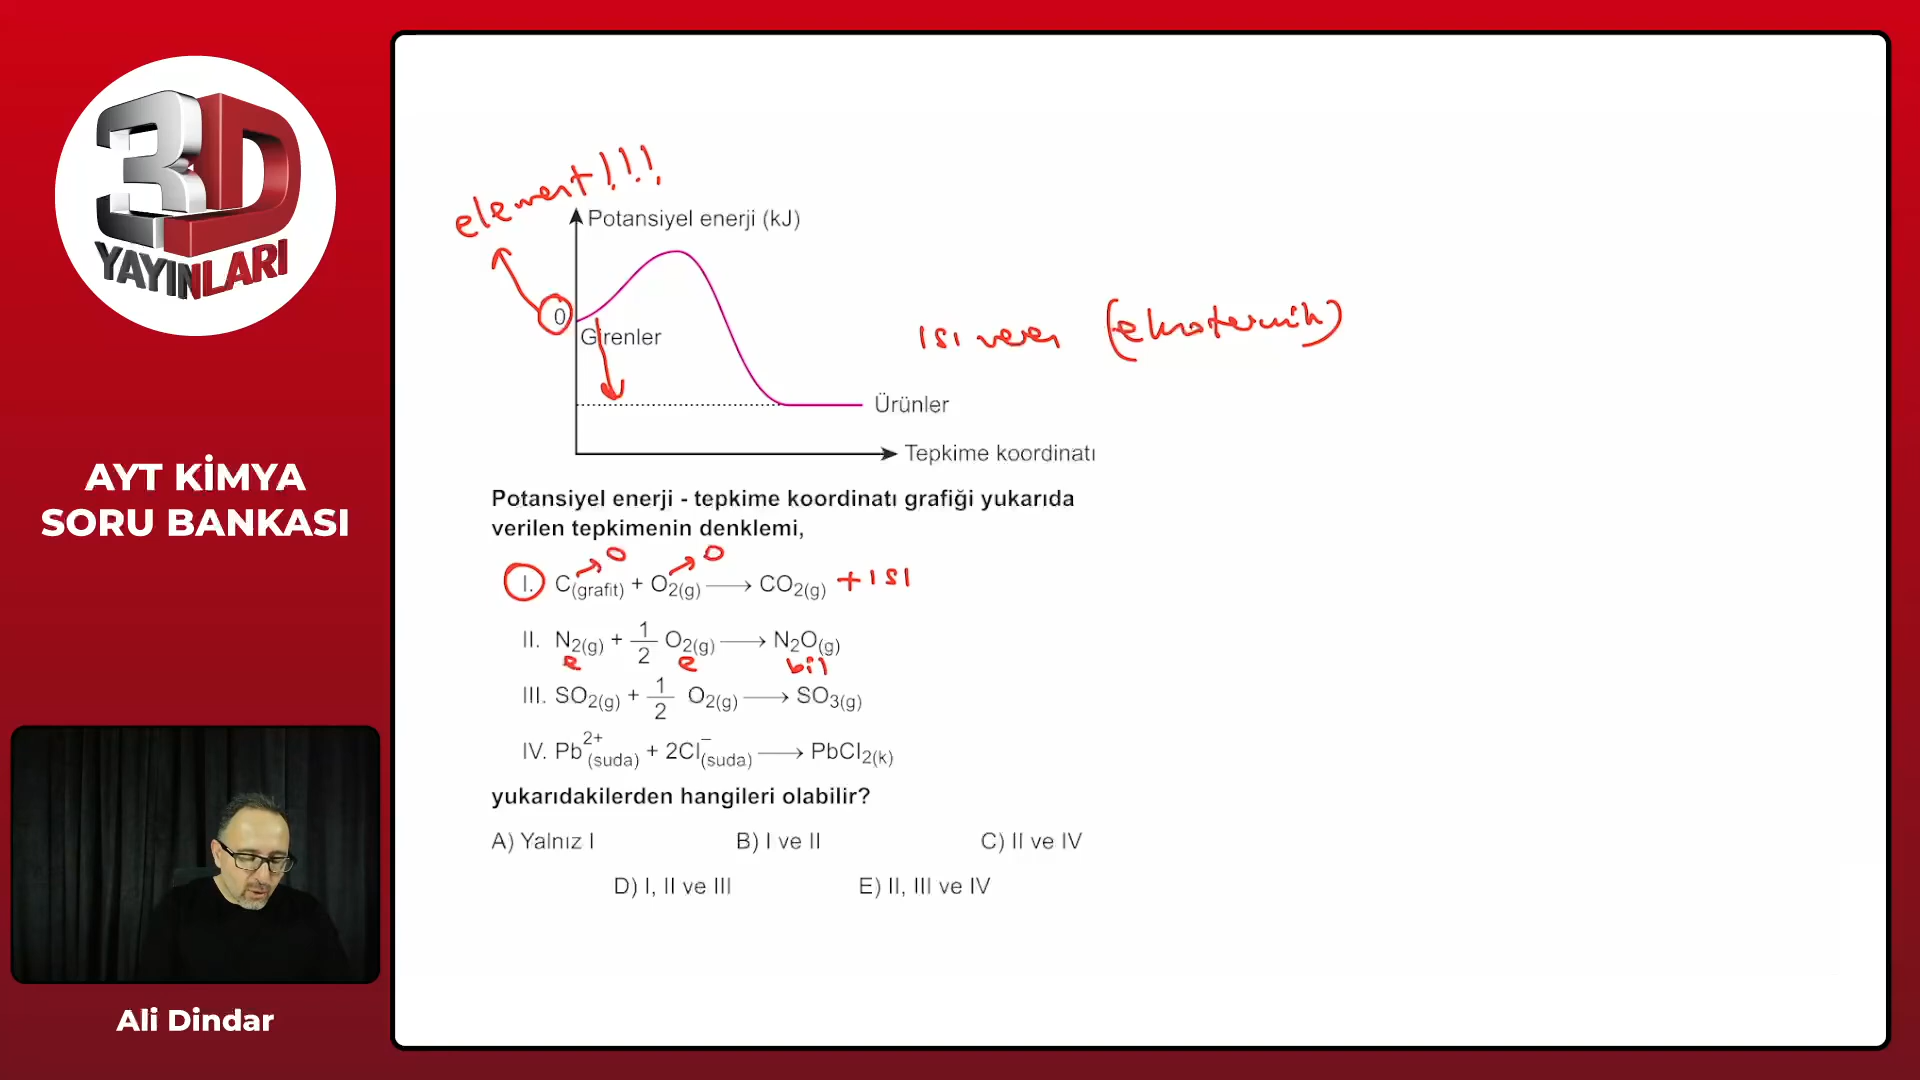 3D
YAYINLARI
AYT KİMYA
SORU BANKASI
Ali Dindar
element!!!
Potansiyel enerji (kJ)
0
Girenler
ısı veren (ekzotermik)
Ürünler
Tepkime koordinatı
Potansiyel enerji - tepkime koordinatı grafiği yukarıda
verilen tepkimenin denklemi,
0 0
I. C(grafit) + O2(g) ⟶ CO2(g) + ısı
II. N2(g) + 1/2 O2(g) ⟶ N2O(g)
e e bil
III. SO2(g) + 1/2 O2(g) ⟶ SO3(g)
IV. Pb2+(suda) + 2Cl−(suda) ⟶ PbCl2(k)
yukarıdakilerden hangileri olabilir?
A) Yalnız I B) I ve II C) II ve IV
D) I, II ve III E) II, III ve IV